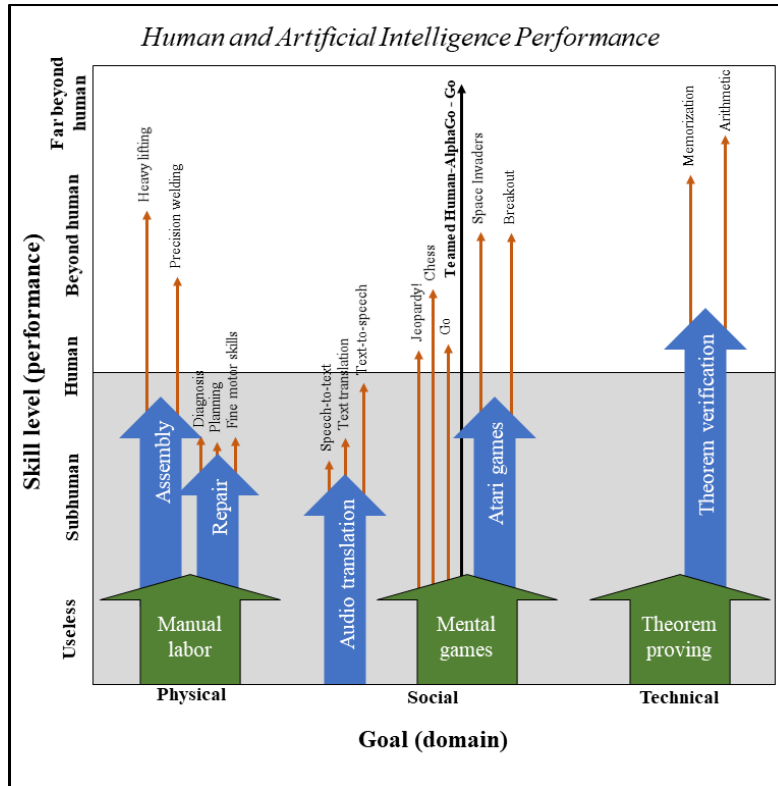 Human and Artificial Intelligence Performance
Skill level (performance)
Far beyond
human
Beyond human
Human
Subhuman
Useless
Heavy lifting
Precision welding
Diagnosis
Planning
Fine motor skills
Assembly
Repair
Manual
labor
Speech-to-text
Text translation
Text-to-speech
Audio translation
Jeopardy!
Chess
Go
Teamed Human-AlphaGo - Go
Space Invaders
Breakout
Atari games
Mental
games
Memorization
Arithmetic
Theorem verification
Theorem
proving
Physical
Social
Technical
Goal (domain)